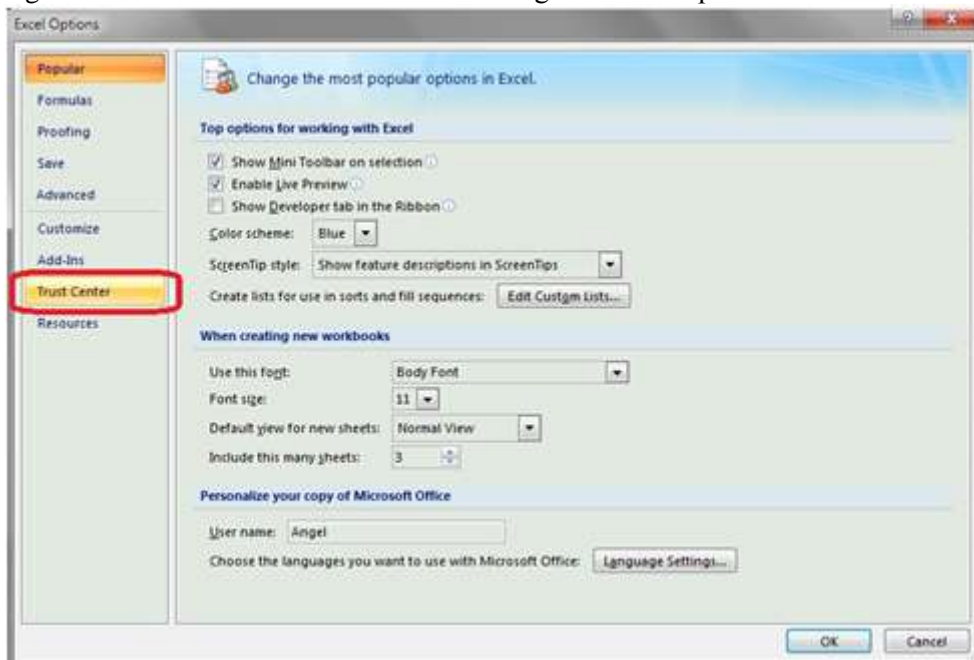 Excel Options
Popular
Formulas
Proofing
Save
Advanced
Customize
Add-Ins
Trust Center
Resources
Change the most popular options in Excel.
Top options for working with Excel
Show Mini Toolbar on selection
Enable Live Preview
Show Developer tab in the Ribbon
Color scheme: Blue
ScreenTip style: Show feature descriptions in ScreenTips
Create lists for use in sorts and fill sequences: Edit Custom Lists...
When creating new workbooks
Use this font: Body Font
Font size: 11
Default view for new sheets: Normal View
Include this many sheets: 3
Personalize your copy of Microsoft Office
User name: Angel
Choose the languages you want to use with Microsoft Office: Language Settings...
OK Cancel